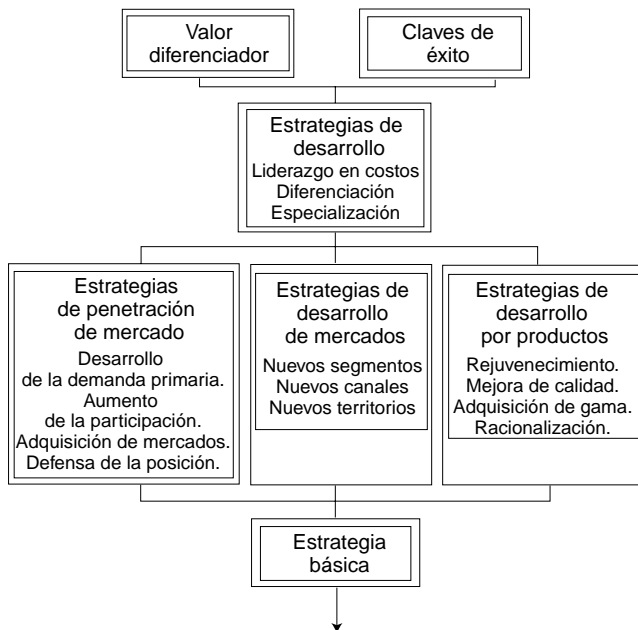 Valor
diferenciador
Claves de
éxito
Estrategias de
desarrollo
Liderazgo en costos
Diferenciación
Especialización
Estrategias
de penetración
de mercado
Desarrollo
de la demanda primaria.
Aumento
de la participación.
Adquisición de mercados.
Defensa de la posición.
Estrategias de
desarrollo
de mercados
Nuevos segmentos
Nuevos canales
Nuevos territorios
Estrategias de
desarrollo
por productos
Rejuvenecimiento.
Mejora de calidad.
Adquisición de gama.
Racionalización.
Estrategia
básica